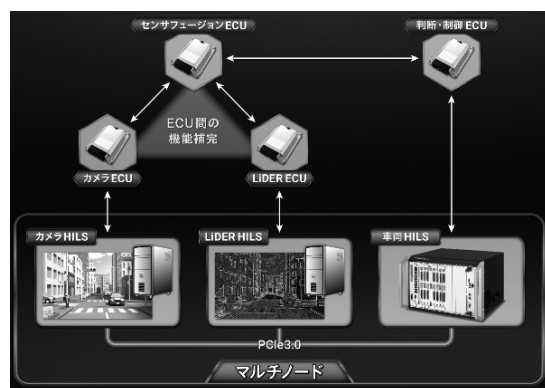 センサフュージョンECU
判断・制御ECU
ECU間の
機能補完
カメラECU
LiDER ECU
カメラHILS
LiDER HILS
車両HILS
PCIe3.0
マルチノード